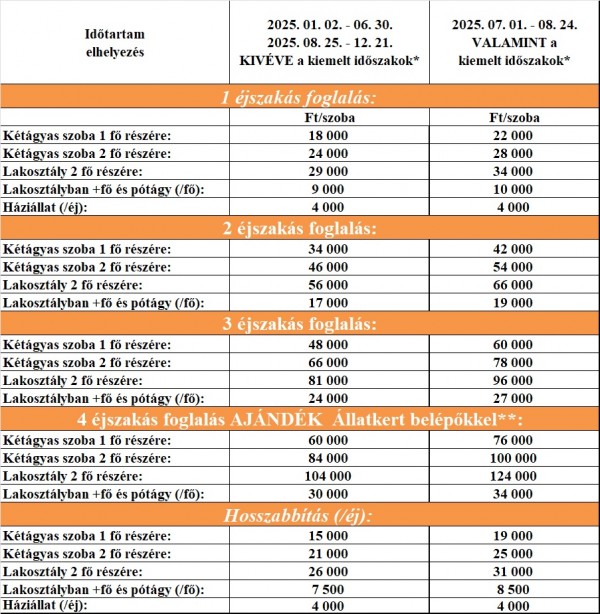 Időtartam elhelyezés 2025. 01. 02. - 06. 30. 2025. 08. 25. - 12. 21. KIVÉVE a kiemelt időszakok* 2025. 07. 01. - 08. 24. VALAMINT a kiemelt időszakok*
1 éjszakás foglalás:
Ft/szoba Ft/szoba
Kétágyas szoba 1 fő részére: 18 000 22 000
Kétágyas szoba 2 fő részére: 24 000 28 000
Lakosztály 2 fő részére: 29 000 34 000
Lakosztályban +fő és pótágy (/fő): 9 000 10 000
Háziállat (/éj): 4 000 4 000
2 éjszakás foglalás:
Kétágyas szoba 1 fő részére: 34 000 42 000
Kétágyas szoba 2 fő részére: 46 000 54 000
Lakosztály 2 fő részére: 56 000 66 000
Lakosztályban +fő és pótágy (/fő): 17 000 19 000
3 éjszakás foglalás:
Kétágyas szoba 1 fő részére: 48 000 60 000
Kétágyas szoba 2 fő részére: 66 000 78 000
Lakosztály 2 fő részére: 81 000 96 000
Lakosztályban +fő és pótágy (/fő): 24 000 27 000
4 éjszakás foglalás AJÁNDÉK Állatkert belépőkkel**:
Kétágyas szoba 1 fő részére: 60 000 76 000
Kétágyas szoba 2 fő részére: 84 000 100 000
Lakosztály 2 fő részére: 104 000 124 000
Lakosztályban +fő és pótágy (/fő): 30 000 34 000
Hosszabbítás (/éj):
Kétágyas szoba 1 fő részére: 15 000 19 000
Kétágyas szoba 2 fő részére: 21 000 25 000
Lakosztály 2 fő részére: 26 000 31 000
Lakosztályban +fő és pótágy (/fő): 7 500 8 500
Háziállat (/éj): 4 000 4 000